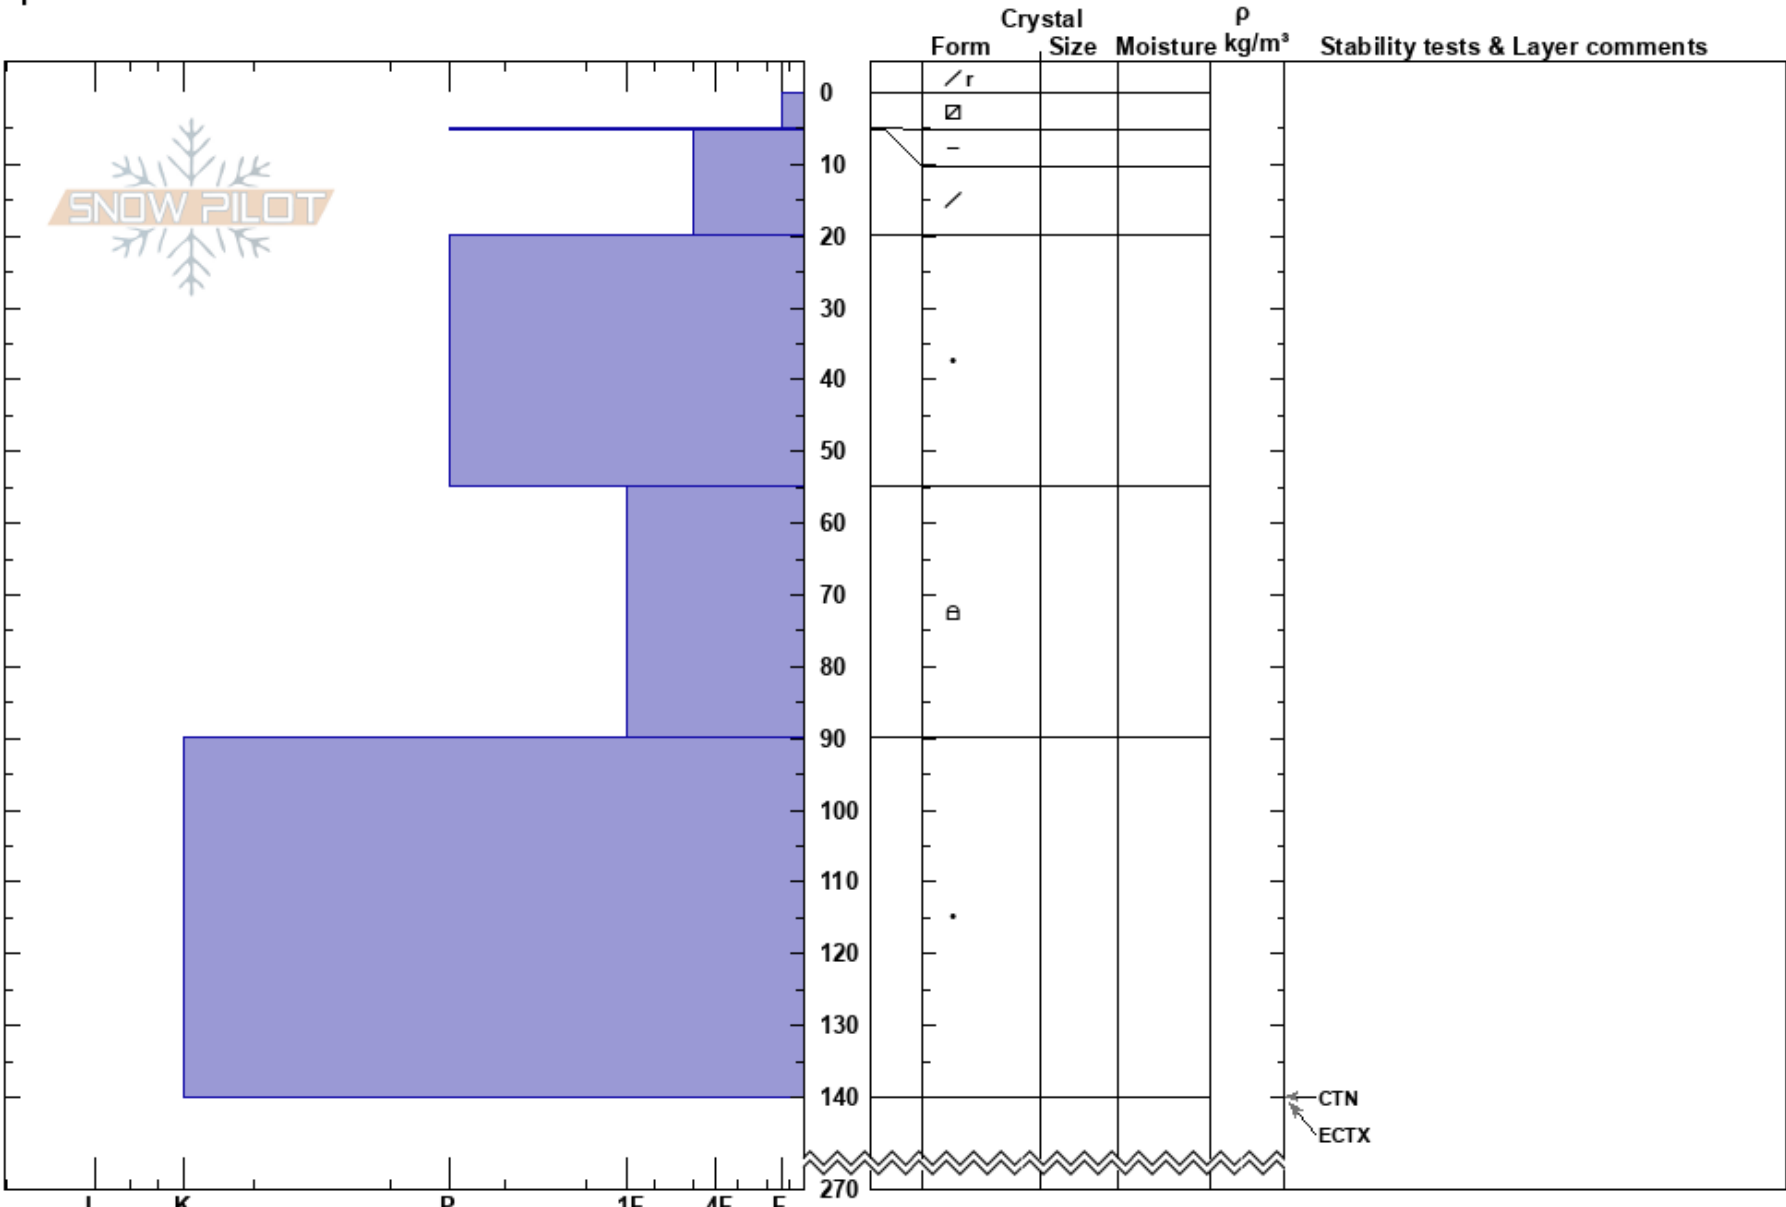 Crystal ρ
Form Size Moisture kg/m³ Stability tests & Layer comments
r
0
10
SNOW PILOT
20
30
40
50
60
70
80
90
100
110
120
130
140 CTN
ECTX
270
I K P 1F 4F F